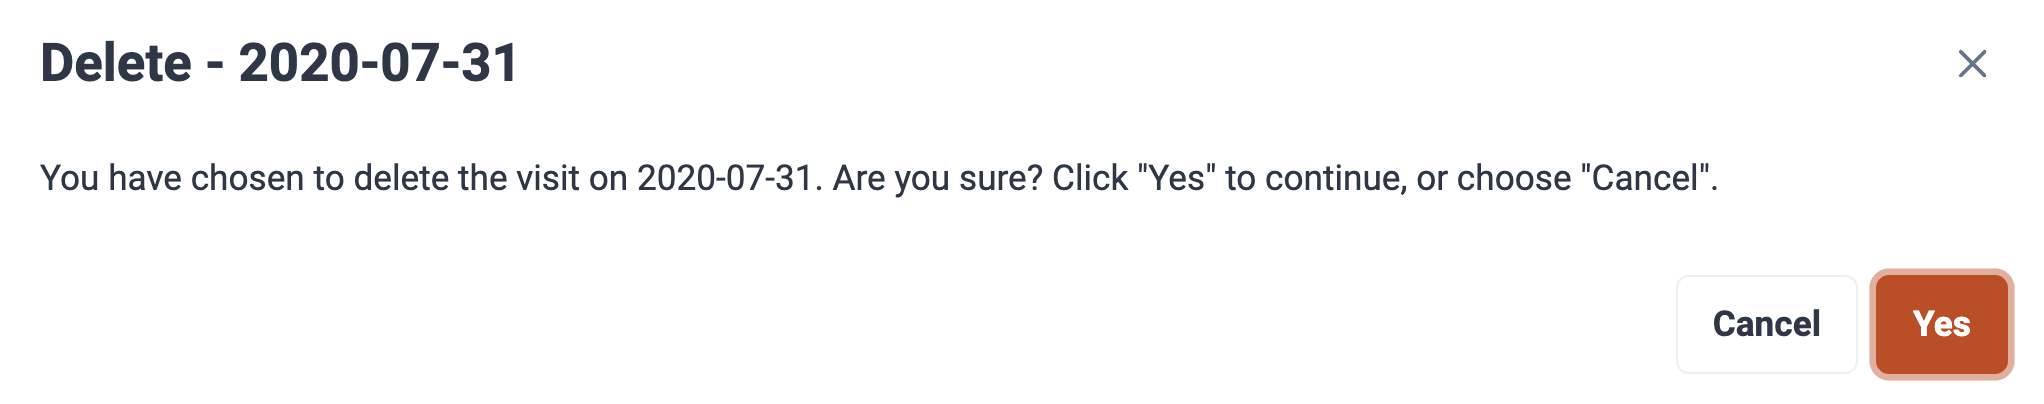 Delete - 2020-07-31
You have chosen to delete the visit on 2020-07-31. Are you sure? Click "Yes" to continue, or choose "Cancel".
Cancel
Yes